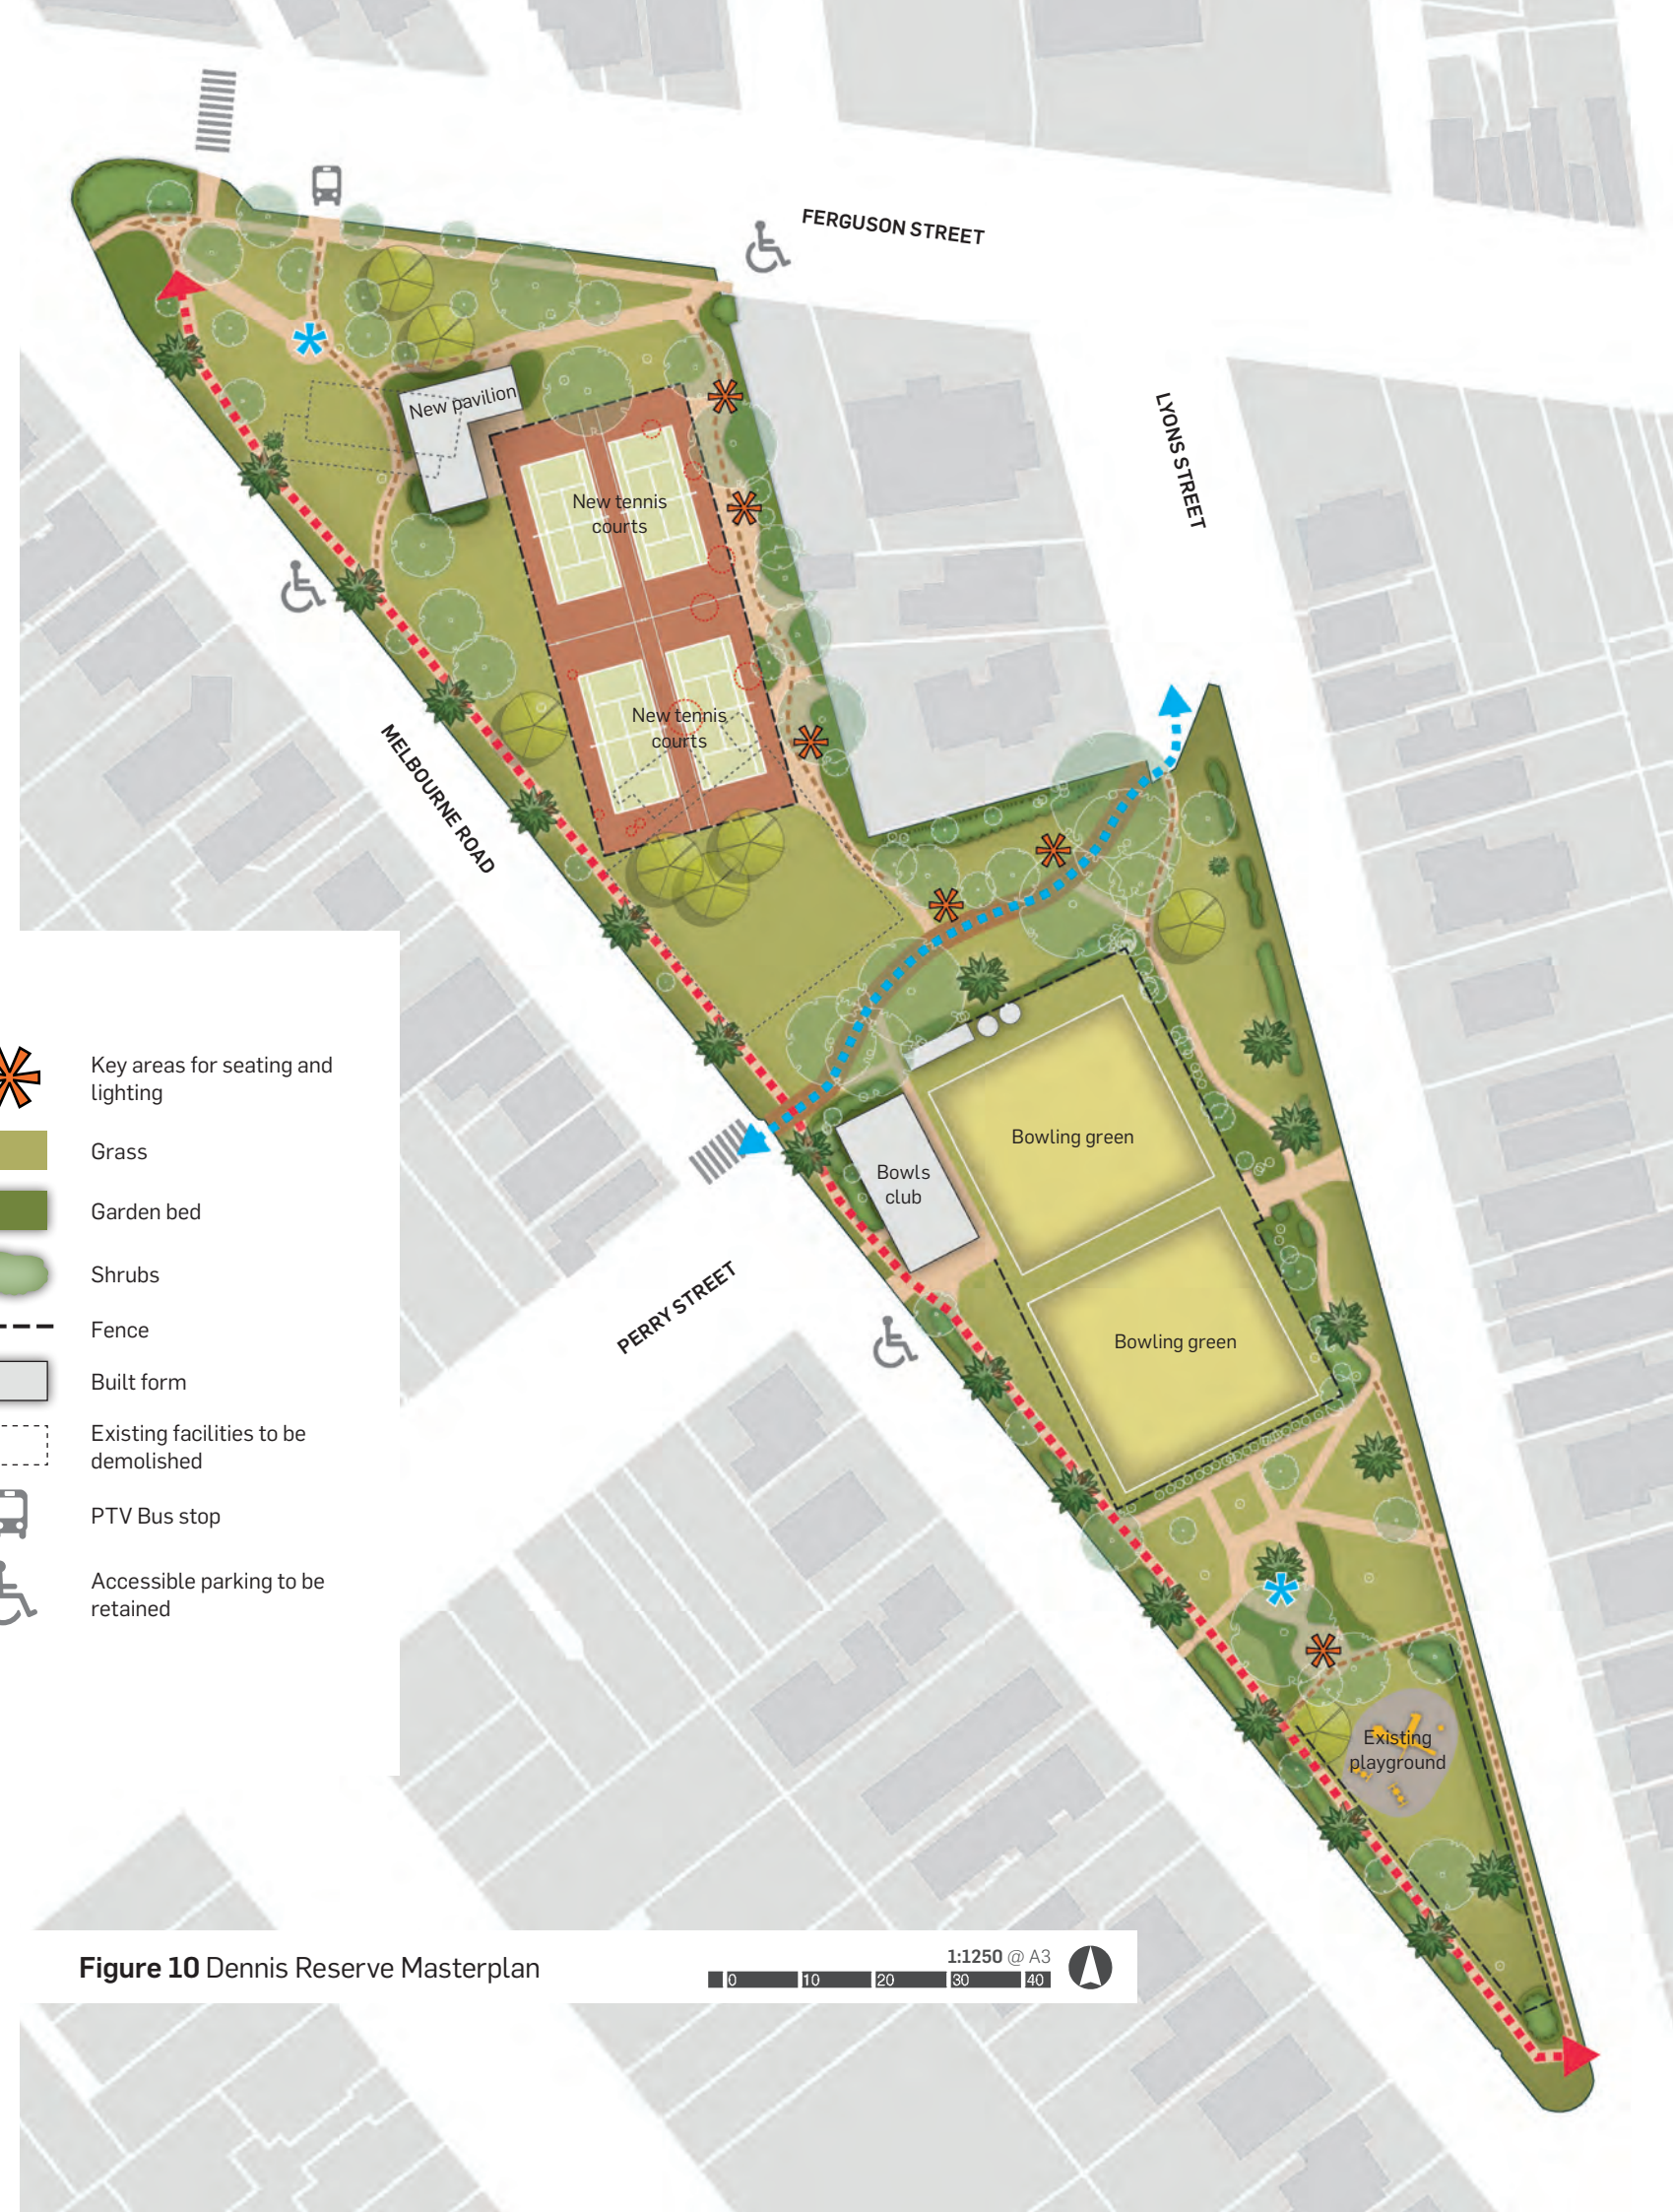 FERGUSON STREET
LYONS STREET
New pavilion
New tennis
courts
New tennis
courts
MELBOURNE ROAD
Key areas for seating and
lighting
Grass
Garden bed
Shrubs
Fence
Built form
Existing facilities to be
demolished
PTV Bus stop
Accessible parking to be
retained
Bowling green
Bowls
club
PERRY STREET
Bowling green
Existing
playground
Figure 10 Dennis Reserve Masterplan
1:1250 @ A3
0 10 20 30 40